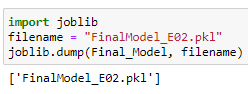 import joblib
filename = "FinalModel_E02.pkl"
joblib.dump(Final_Model, filename)
['FinalModel_E02.pkl']